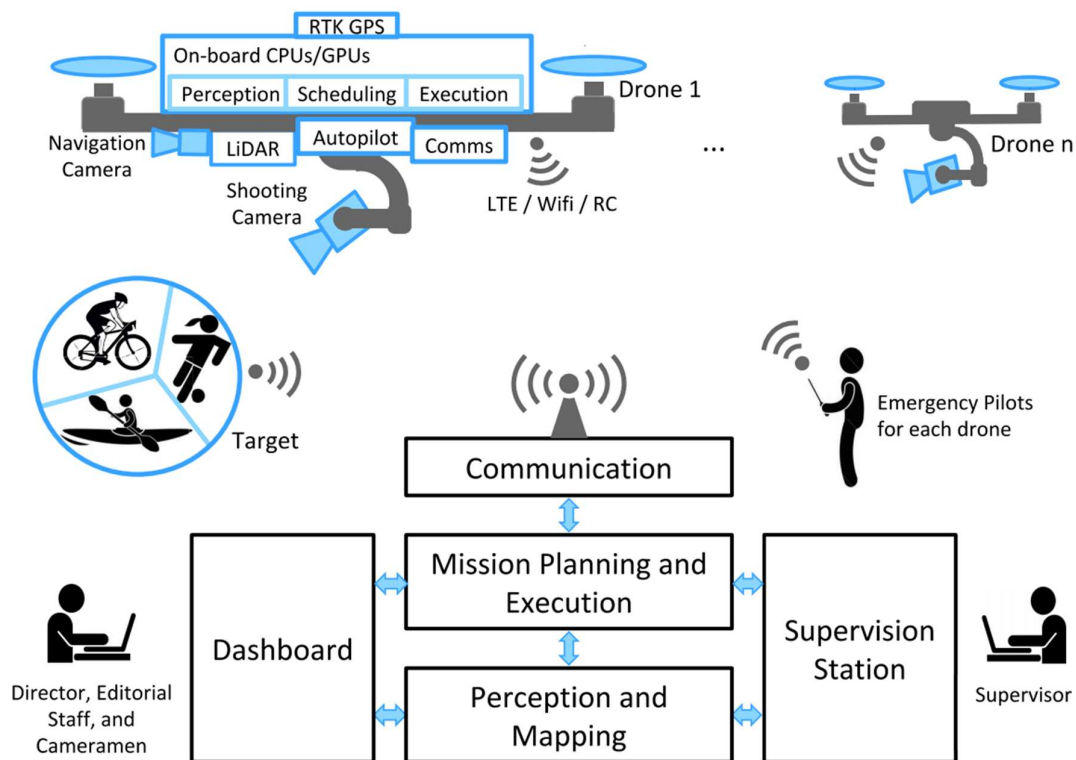 RTK GPS
On-board CPUs/GPUs
Perception
Scheduling
Execution
Drone 1
Navigation
Camera
LiDAR
Autopilot
Comms
Shooting
Camera
LTE / Wifi / RC
...
Drone n
Target
Emergency Pilots
for each drone
Communication
Mission Planning and
Execution
Dashboard
Supervision
Station
Perception and
Mapping
Director, Editorial
Staff, and
Cameramen
Supervisor